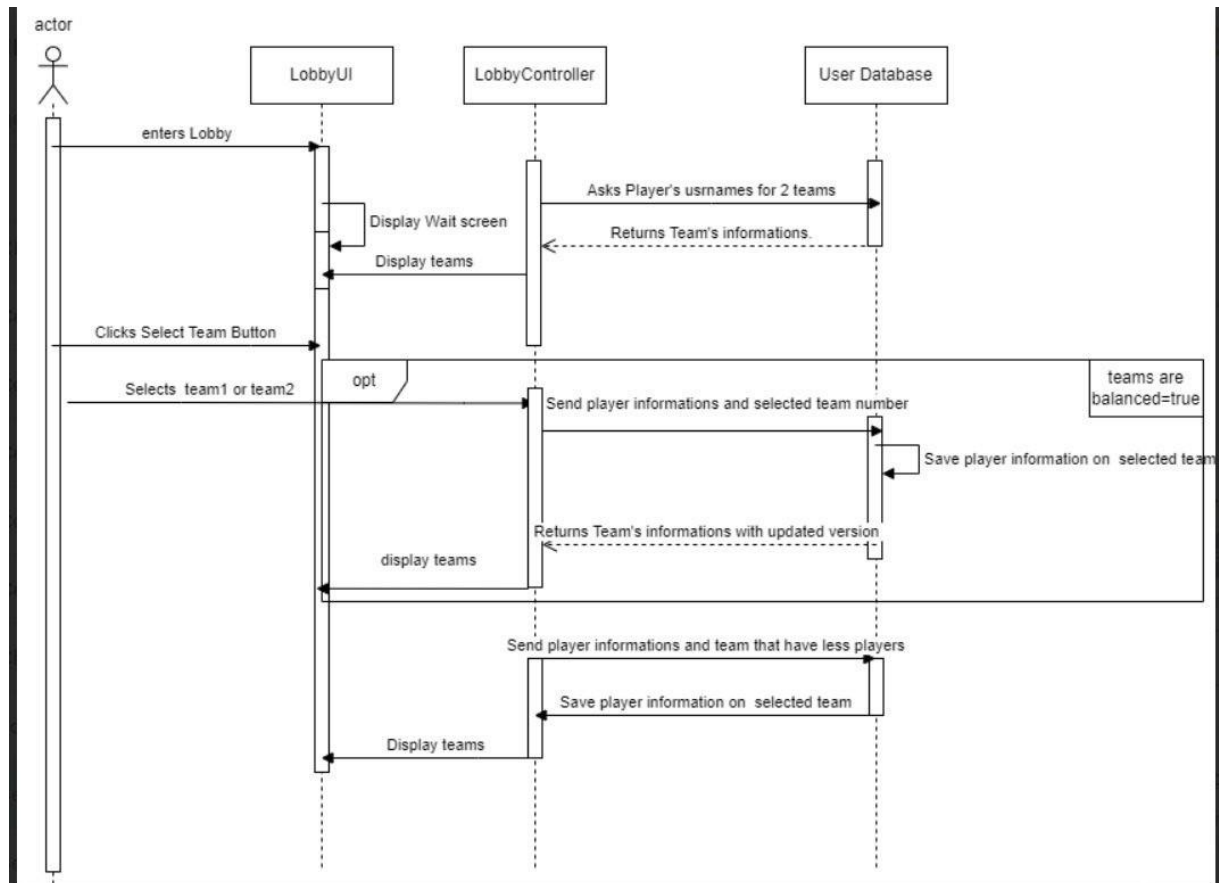 actor
LobbyUI
LobbyController
User Database
enters Lobby
Asks Player's usrnames for 2 teams
Display Wait screen
Returns Team's informations.
Display teams
Clicks Select Team Button
opt
teams are
balanced=true
Selects team1 or team2
Send player informations and selected team number
Save player information on selected team
Returns Team's informations with updated version
display teams
Send player informations and team that have less players
Save player information on selected team
Display teams